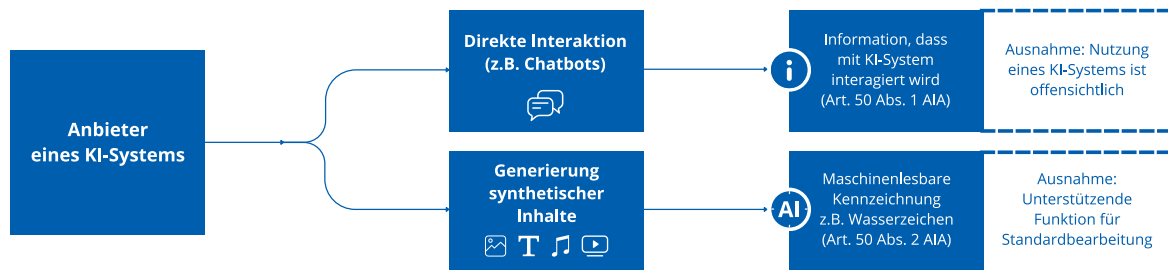 Anbieter
eines KI-Systems
Direkte Interaktion
(z.B. Chatbots)
Information, dass
mit KI-System
interagiert wird
(Art. 50 Abs. 1 AIA)
Ausnahme: Nutzung
eines KI-Systems ist
offensichtlich
Generierung
synthetischer
Inhalte
T
AI
Maschinenlesbare
Kennzeichnung
z.B. Wasserzeichen
(Art. 50 Abs. 2 AIA)
Ausnahme:
Unterstützende
Funktion für
Standardbearbeitung